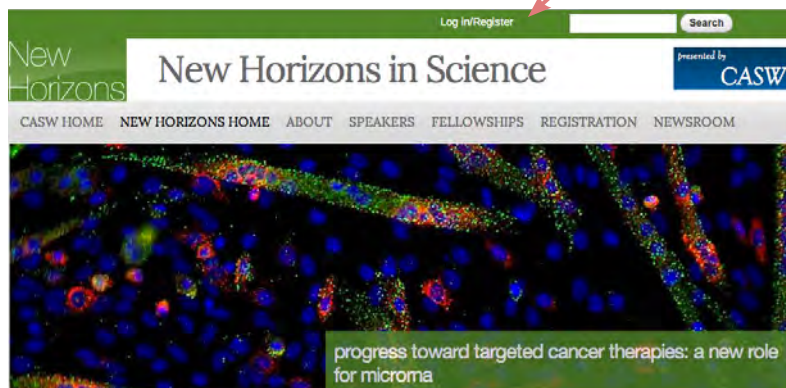 Log in/Register
Search
New
Horizons
New Horizons in Science
presented by
CASW
CASW HOME NEW HORIZONS HOME ABOUT SPEAKERS FELLOWSHIPS REGISTRATION NEWSROOM
progress toward targeted cancer therapies: a new role
for microrna